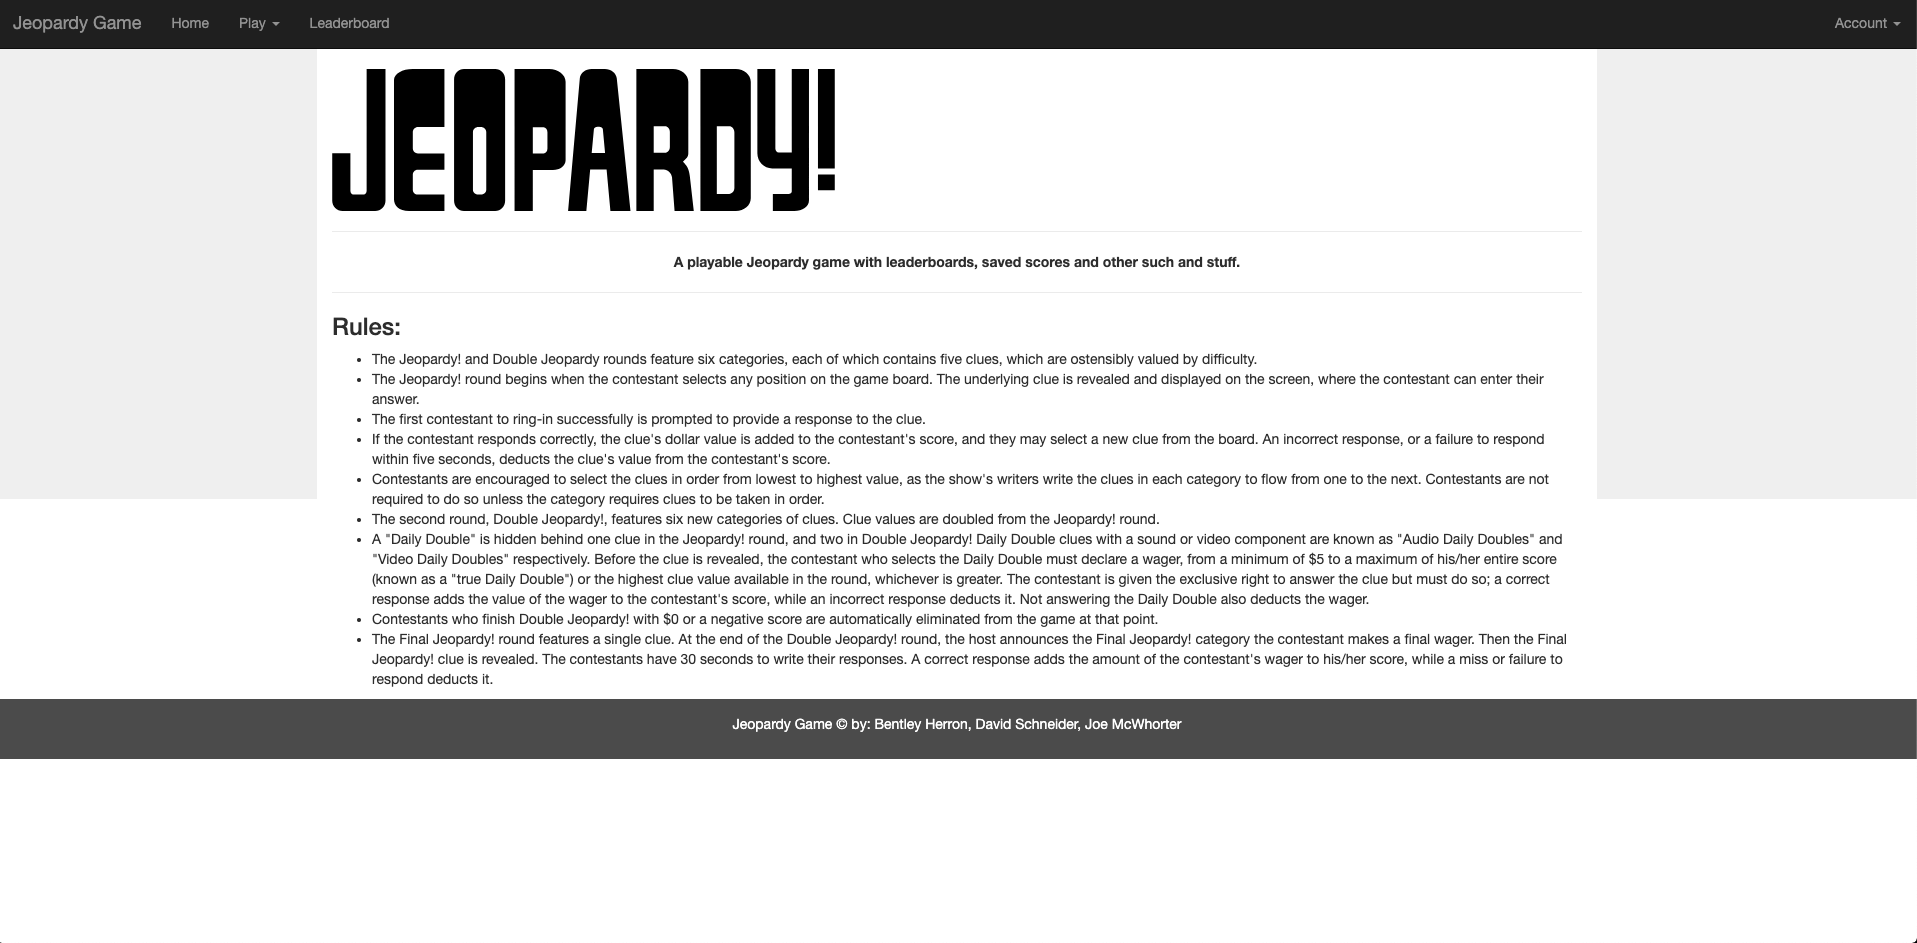 Jeopardy Game Home Play Leaderboard Account
JEOPARDY!
A playable Jeopardy game with leaderboards, saved scores and other such and stuff.
Rules:
• The Jeopardy! and Double Jeopardy rounds feature six categories, each of which contains five clues, which are ostensibly valued by difficulty.
• The Jeopardy! round begins when the contestant selects any position on the game board. The underlying clue is revealed and displayed on the screen, where the contestant can enter their
answer.
• The first contestant to ring-in successfully is prompted to provide a response to the clue.
• If the contestant responds correctly, the clue's dollar value is added to the contestant's score, and they may select a new clue from the board. An incorrect response, or a failure to respond
within five seconds, deducts the clue's value from the contestant's score.
• Contestants are encouraged to select the clues in order from lowest to highest value, as the show's writers write the clues in each category to flow from one to the next. Contestants are not
required to do so unless the category requires clues to be taken in order.
• The second round, Double Jeopardy!, features six new categories of clues. Clue values are doubled from the Jeopardy! round.
• A "Daily Double" is hidden behind one clue in the Jeopardy! round, and two in Double Jeopardy! Daily Double clues with a sound or video component are known as "Audio Daily Doubles" and
"Video Daily Doubles" respectively. Before the clue is revealed, the contestant who selects the Daily Double must declare a wager, from a minimum of $5 to a maximum of his/her entire score
(known as a "true Daily Double") or the highest clue value available in the round, whichever is greater. The contestant is given the exclusive right to answer the clue but must do so; a correct
response adds the value of the wager to the contestant's score, while an incorrect response deducts it. Not answering the Daily Double also deducts the wager.
• Contestants who finish Double Jeopardy! with $0 or a negative score are automatically eliminated from the game at that point.
• The Final Jeopardy! round features a single clue. At the end of the Double Jeopardy! round, the host announces the Final Jeopardy! category the contestant makes a final wager. Then the Final
Jeopardy! clue is revealed. The contestants have 30 seconds to write their responses. A correct response adds the amount of the contestant's wager to his/her score, while a miss or failure to
respond deducts it.
Jeopardy Game © by: Bentley Herron, David Schneider, Joe McWhorter